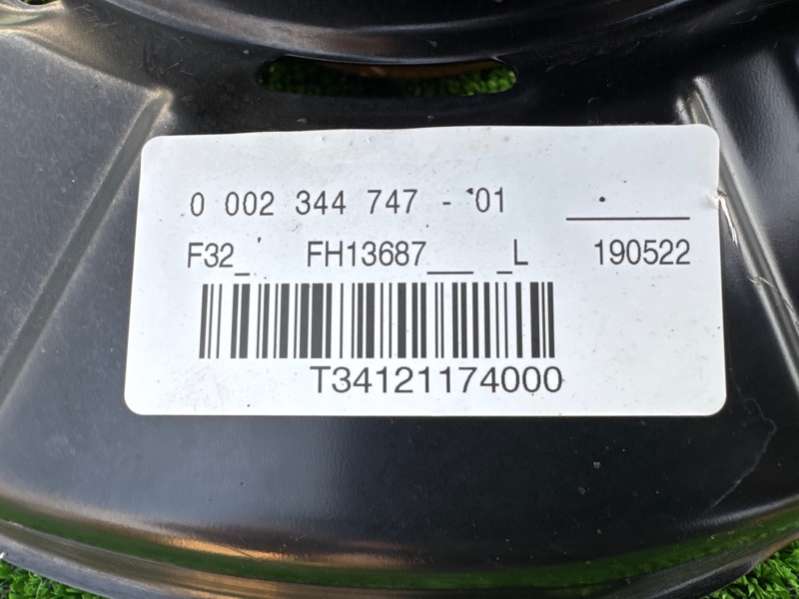 0 002 344 747 - 01
F32_ FH13687___ _L 190522
T34121174000